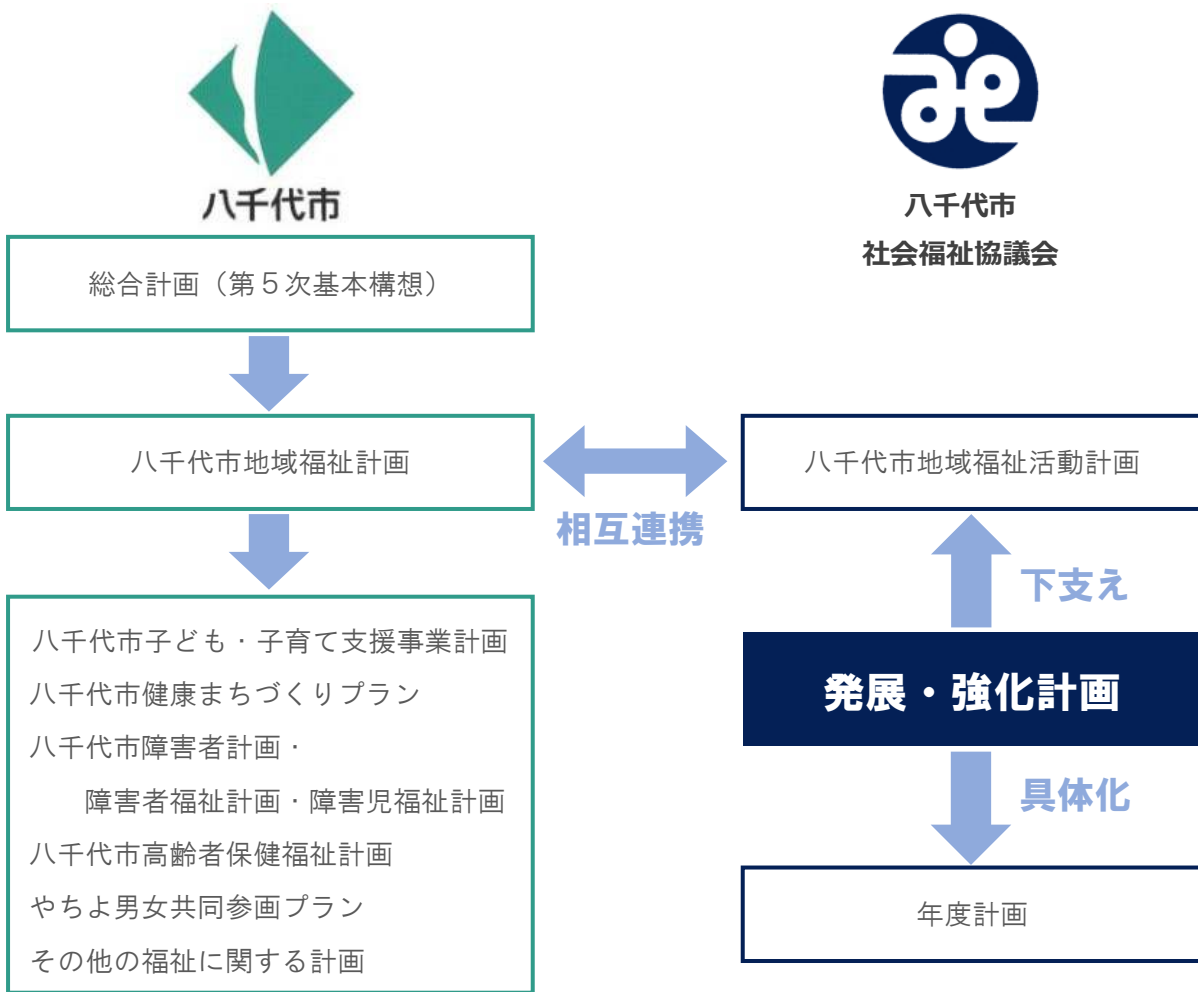 八千代市
八千代市
社会福祉協議会
総合計画（第５次基本構想）
八千代市地域福祉計画
相互連携
八千代市地域福祉活動計画
下支え
発展・強化計画
具体化
年度計画
八千代市子ども・子育て支援事業計画
八千代市健康まちづくりプラン
八千代市障害者計画・
障害者福祉計画・障害児福祉計画
八千代市高齢者保健福祉計画
やちよ男女共同参画プラン
その他の福祉に関する計画